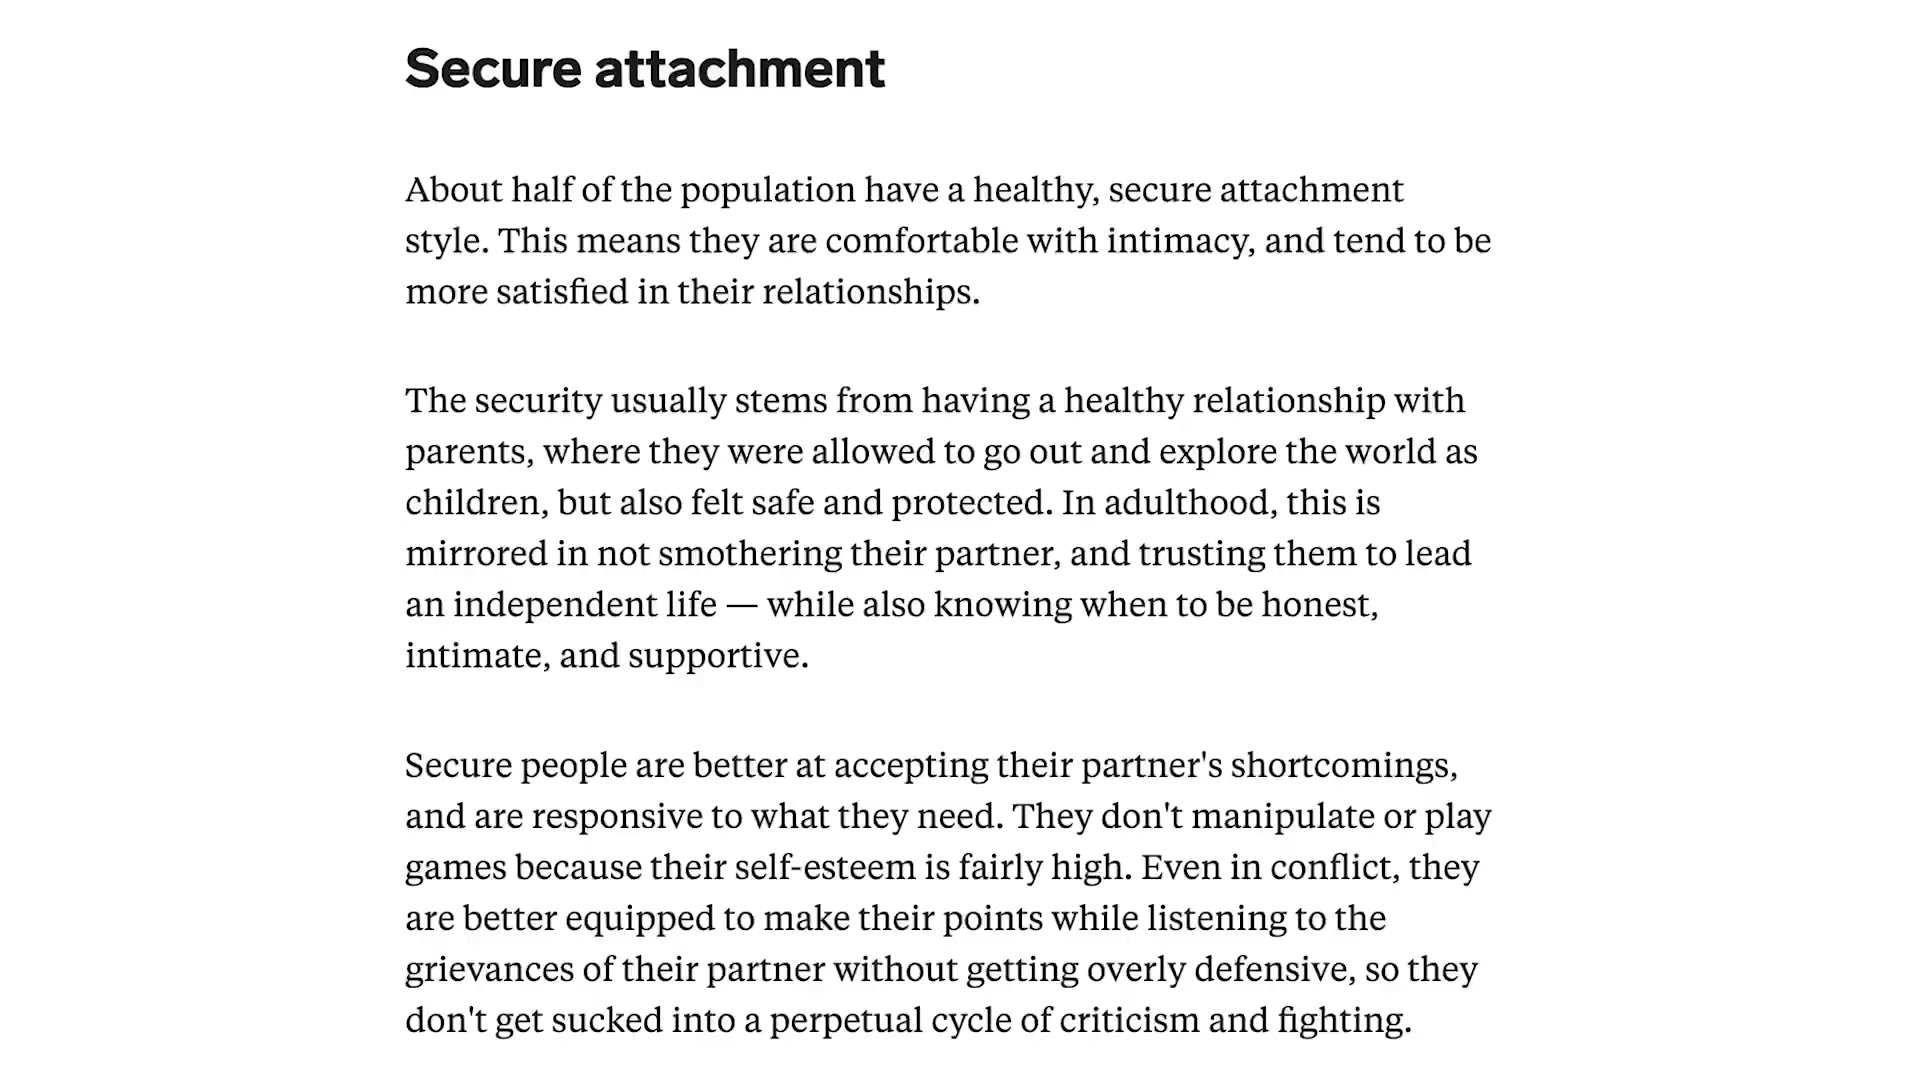 Secure attachment
About half of the population have a healthy, secure attachment
style. This means they are comfortable with intimacy, and tend to be
more satisfied in their relationships.
The security usually stems from having a healthy relationship with
parents, where they were allowed to go out and explore the world as
children, but also felt safe and protected. In adulthood, this is
mirrored in not smothering their partner, and trusting them to lead
an independent life — while also knowing when to be honest,
intimate, and supportive.
Secure people are better at accepting their partner's shortcomings,
and are responsive to what they need. They don't manipulate or play
games because their self-esteem is fairly high. Even in conflict, they
are better equipped to make their points while listening to the
grievances of their partner without getting overly defensive, so they
don't get sucked into a perpetual cycle of criticism and fighting.